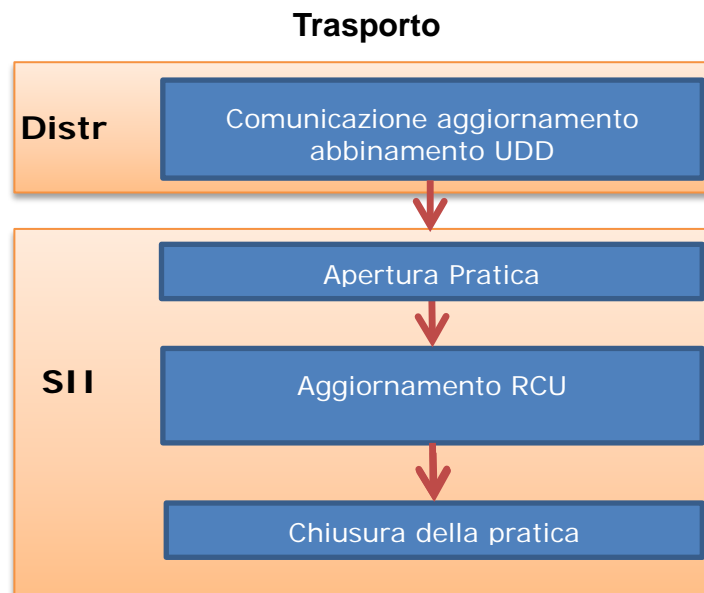 Trasporto
Distr
Comunicazione aggiornamento
abbinamento UDD
Apertura Pratica
SII
Aggiornamento RCU
Chiusura della pratica